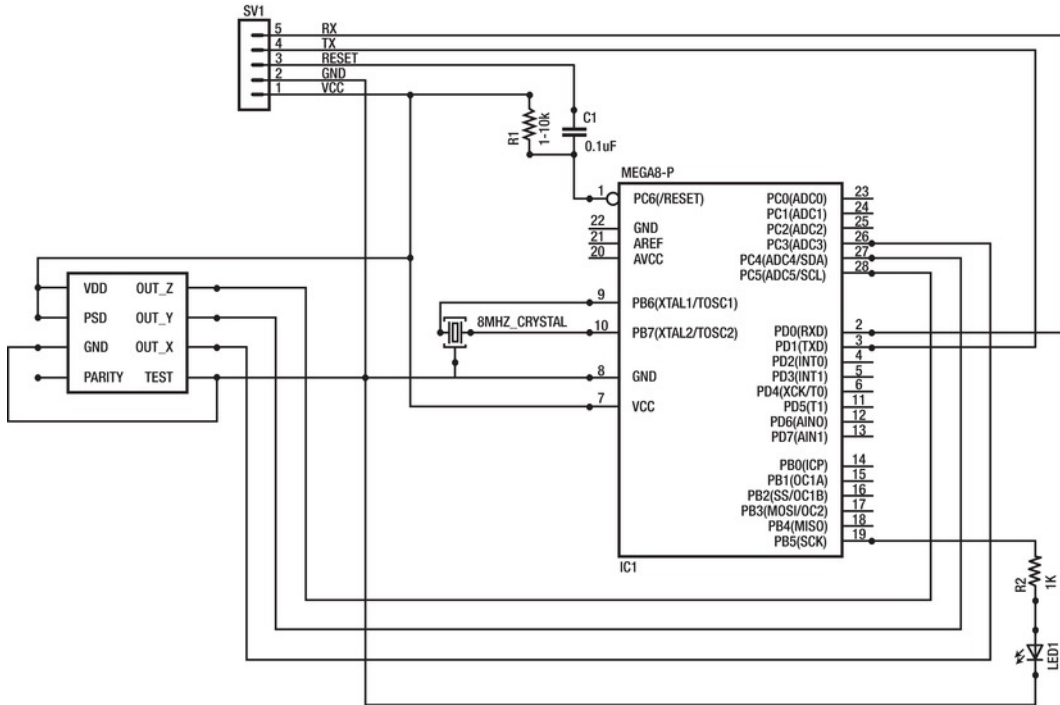 SV1
5 RX
4 TX
3 RESET
2 GND
1 VCC
R1
1-10k
C1
0.1uF
MEGA8-P
1 PC6(/RESET)
22 GND
21 AREF
20 AVCC
9 PB6(XTAL1/TOSC1)
10 PB7(XTAL2/TOSC2)
8 GND
7 VCC
PC0(ADC0) 23
PC1(ADC1) 24
PC2(ADC2) 25
PC3(ADC3) 26
PC4(ADC4/SDA) 27
PC5(ADC5/SCL) 28
PD0(RXD) 2
PD1(TXD) 3
PD2(INT0) 4
PD3(INT1) 5
PD4(XCK/T0) 6
PD5(T1) 11
PD6(AIN0) 12
PD7(AIN1) 13
PB0(ICP) 14
PB1(OC1A) 15
PB2(SS/OC1B) 16
PB3(MOSI/OC2) 17
PB4(MISO) 18
PB5(SCK) 19
IC1
8MHZ_CRYSTAL
VDD OUT_Z
PSD OUT_Y
GND OUT_X
PARITY TEST
R2
1K
LED1